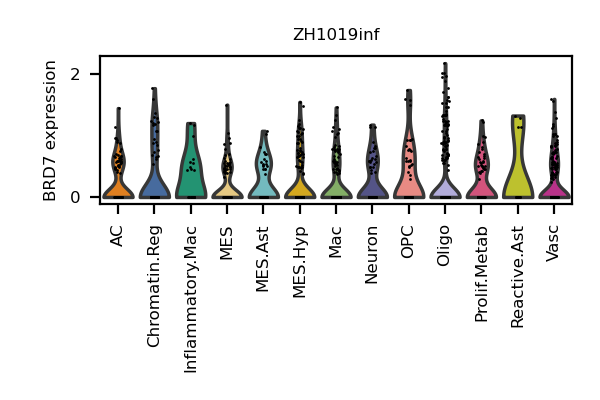 ZH1019inf
BRD7 expression
2
0
AC
Chromatin.Reg
Inflammatory.Mac
MES
MES.Ast
MES.Hyp
Mac
Neuron
OPC
Oligo
Prolif.Metab
Reactive.Ast
Vasc